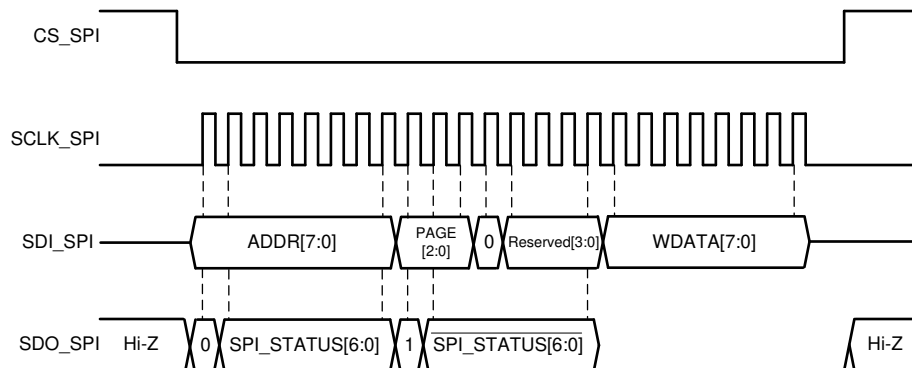 CS_SPI
SCLK_SPI
SDI_SPI
ADDR[7:0]
PAGE
[2:0]
0
Reserved[3:0]
WDATA[7:0]
SDO_SPI
Hi-Z
0
SPI_STATUS[6:0]
1
SPI_STATUS[6:0]
Hi-Z